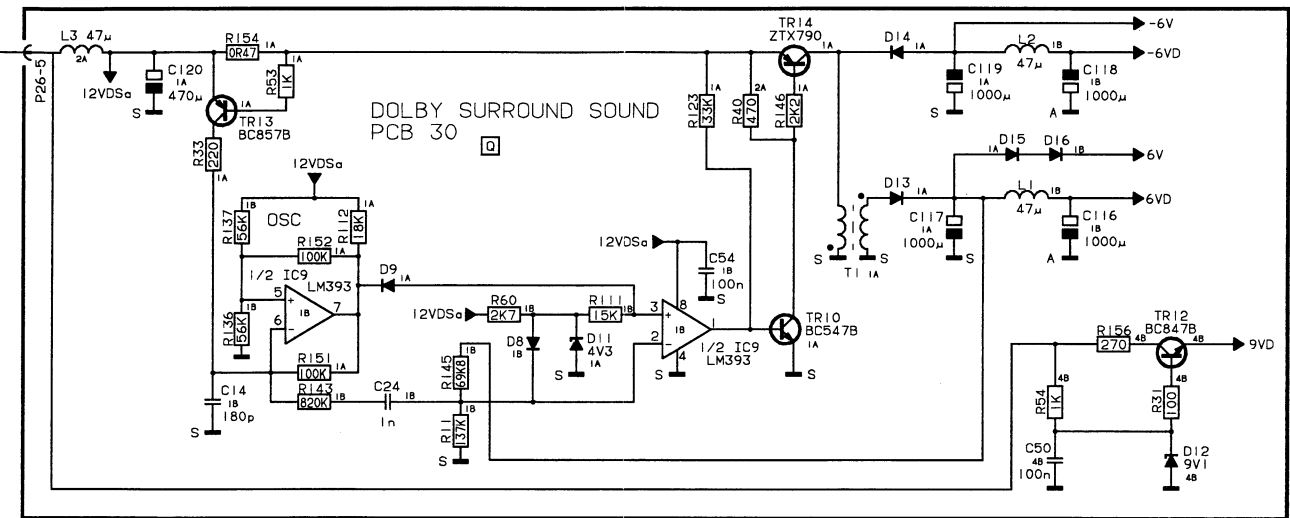 L3 47μ
2A
P26-5
12VDSa
C120
1A
470μ
S
R154
0R47
1A
R53
1K
1A
TR13
BC857B
R33
220
1A
DOLBY SURROUND SOUND
PCB 30
Q
12VDSa
OSC
R137
56K
1B
R112
18K
1A
R152
100K
1A
1/2 IC9
LM393
5
6
7
+
−
1B
R136
56K
1B
R151
100K
1A
R143
820K
1B
C14
1B
180p
S
C24
1n
1B
D9
1A
12VDSa
R60
2K7
1B
D8
1B
D11
4V3
1A
S
R111
15K
1B
R145
69K8
1B
R11
137K
1B
S
12VDSa
C54
1B
100n
S
3
2
8
1
4
+
−
1B
S
1/2 IC9
LM393
R123
33K
1A
R40
470
2A
R146
2K2
1A
TR14
ZTX790
1A
TR10
BC547B
1A
S
D14
1A
C119
1A
1000μ
S
L2
47μ
1B
C118
1B
1000μ
A
-6V
-6VD
D15
1A
D16
1B
6V
D13
1A
S
T1 1A
S
C117
1A
1000μ
S
L1
47μ
1B
6VD
C116
1B
1000μ
A
R156
270
4B
4B
TR12
BC847B
4B
9VD
R54
1K
4B
R31
100
4B
C50
4B
100n
D12
9V1
4B